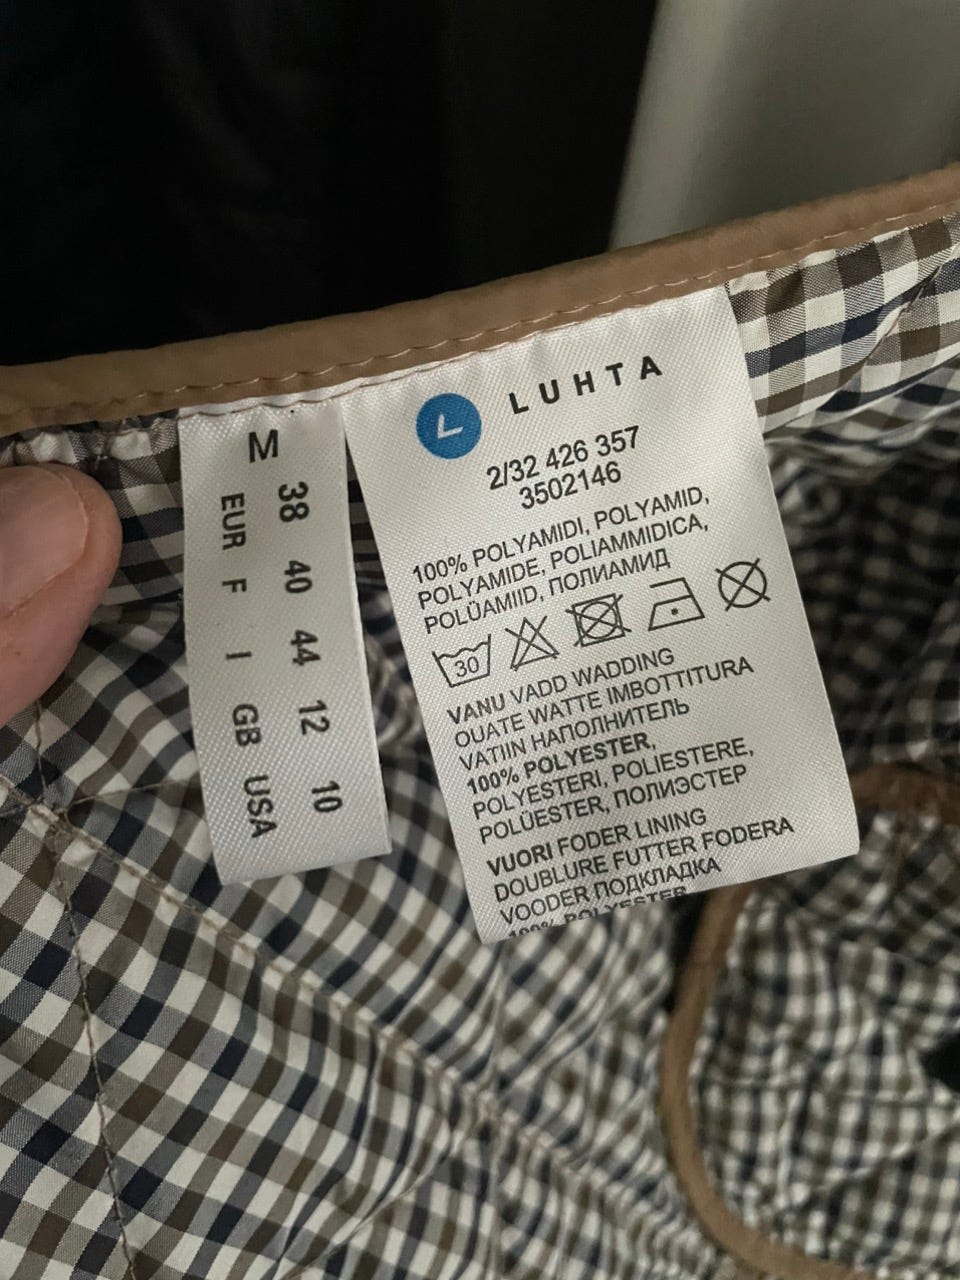 M
EUR 38
F 40
I 44
GB 12
USA 10
L LUHTA
2/32 426 357
3502146
100% POLYAMIDI, POLYAMID,
POLYAMIDE, POLIAMMIDICA,
POLÜAMIID, ПОЛИАМИД
30
VANU VADD WADDING
OUATE WATTE IMBOTTITURA
VATIIN НАПОЛНИТЕЛЬ
100% POLYESTER,
POLYESTERI, POLIESTERE,
POLÜESTER, ПОЛИЭСТЕР
VUORI FODER LINING
DOUBLURE FUTTER FODERA
VOODER ПОДКЛАДКА
100% POLYESTER